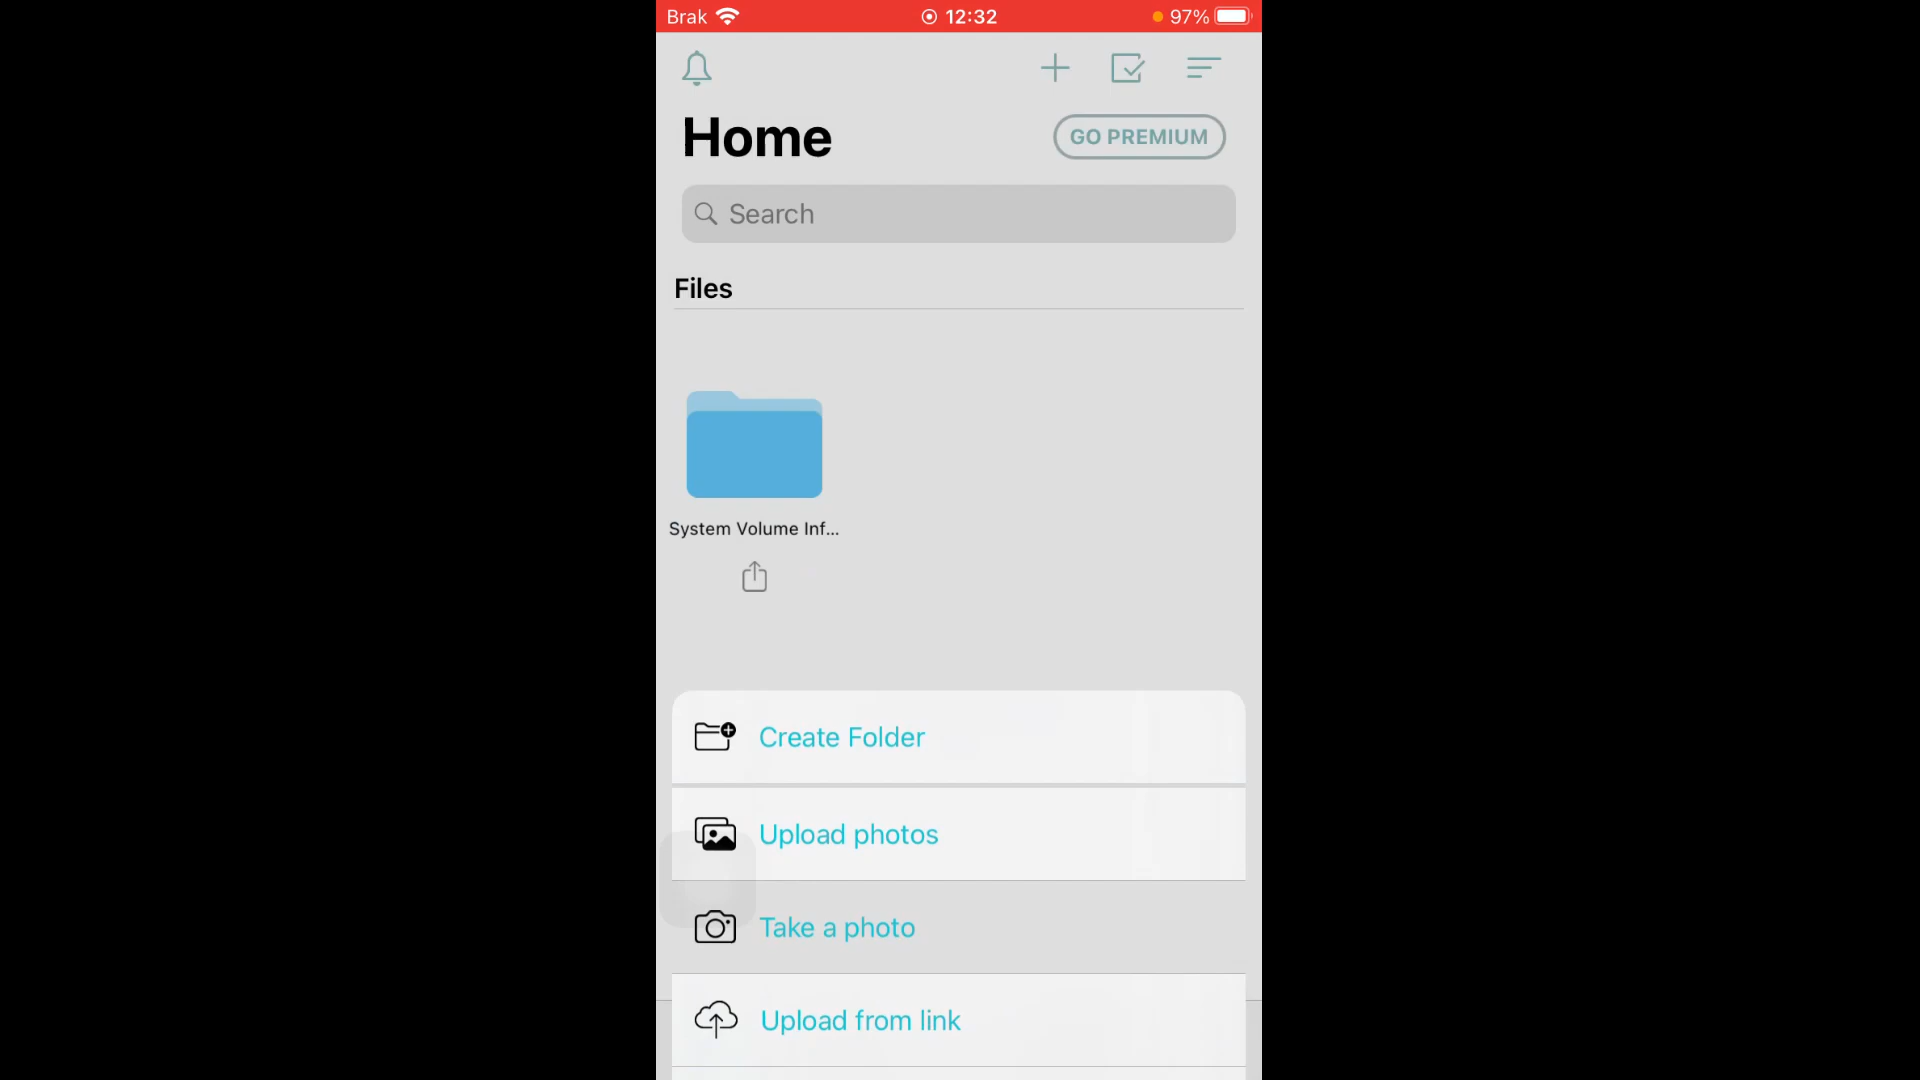 Brak 12:32 97%
Home GO PREMIUM
Search
Files
System Volume Inf...
Create Folder
Upload photos
Take a photo
Upload from link